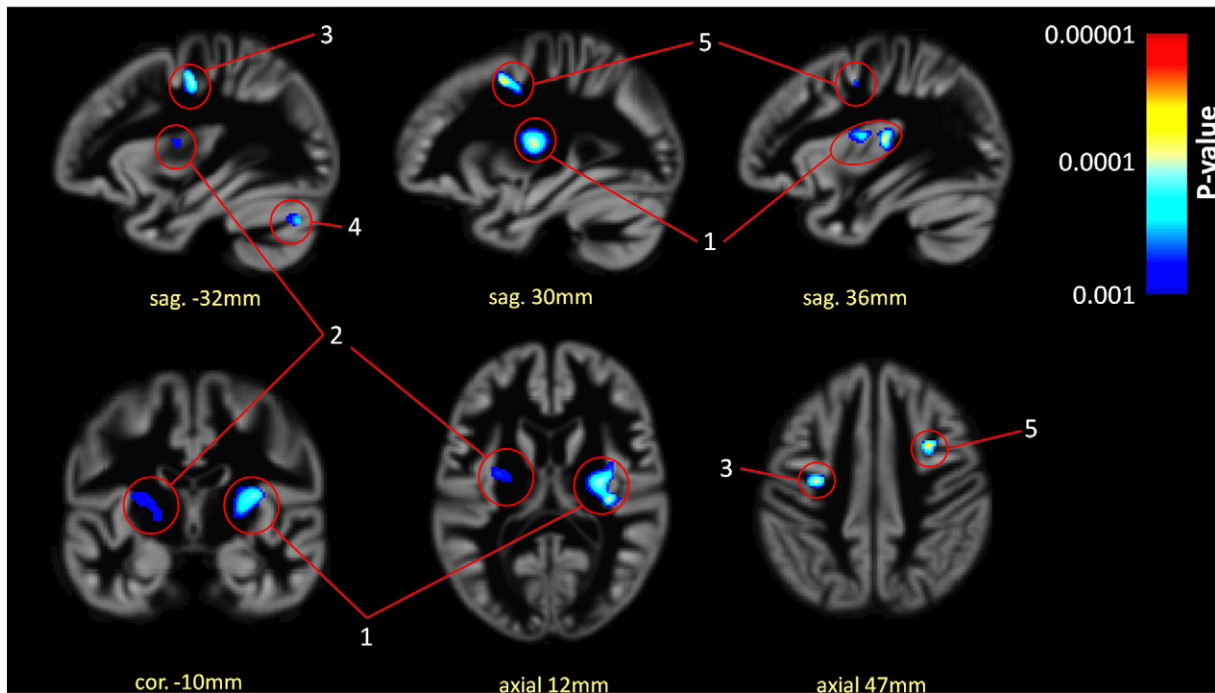 3
5
0.00001
4
1
0.0001
P-value
0.001
sag. -32mm
sag. 30mm
sag. 36mm
2
3
5
1
cor. -10mm
axial 12mm
axial 47mm